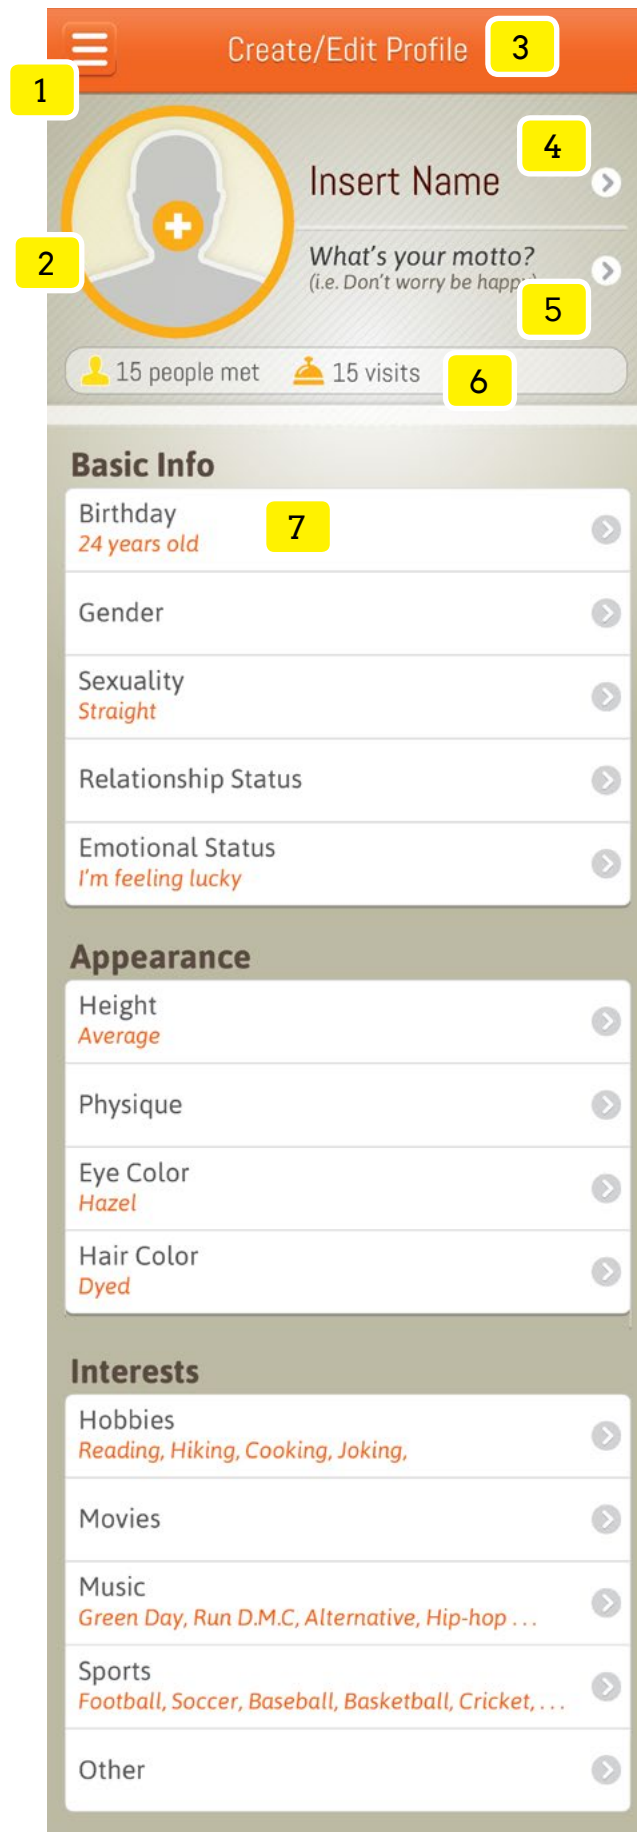 Create/Edit Profile 3
1
4
Insert Name
2
What's your motto?
(i.e. Don't worry be happy)
5
15 people met 15 visits 6
Basic Info
Birthday
24 years old
7
Gender
Sexuality
Straight
Relationship Status
Emotional Status
I'm feeling lucky
Appearance
Height
Average
Physique
Eye Color
Hazel
Hair Color
Dyed
Interests
Hobbies
Reading, Hiking, Cooking, Joking,
Movies
Music
Green Day, Run D.M.C, Alternative, Hip-hop . . .
Sports
Football, Soccer, Baseball, Basketball, Cricket, . . .
Other